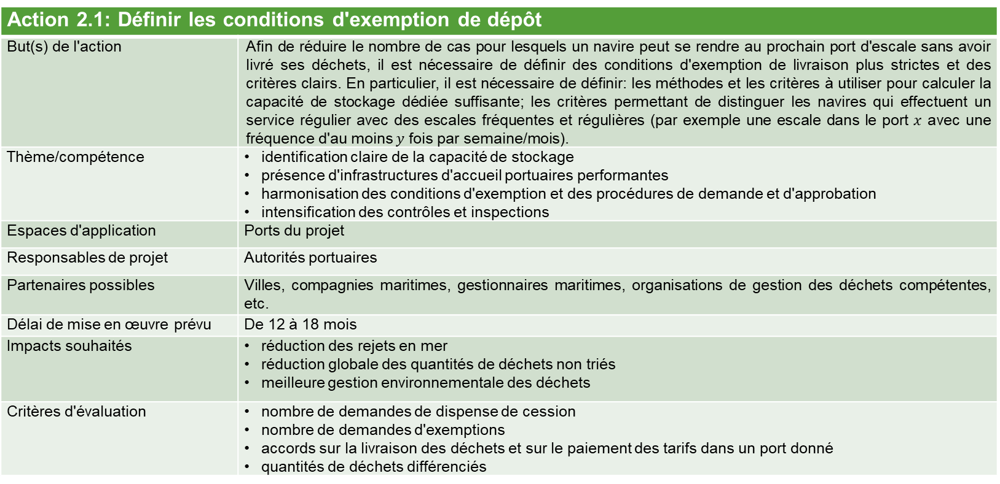 Action 2.1: Définir les conditions d'exemption de dépôt
But(s) de l'action
Afin de réduire le nombre de cas pour lesquels un navire peut se rendre au prochain port d'escale sans avoir
livré ses déchets, il est nécessaire de définir des conditions d'exemption de livraison plus strictes et des
critères clairs. En particulier, il est nécessaire de définir: les méthodes et les critères à utiliser pour calculer la
capacité de stockage dédiée suffisante; les critères permettant de distinguer les navires qui effectuent un
service régulier avec des escales fréquentes et régulières (par exemple une escale dans le port x avec une
fréquence d'au moins y fois par semaine/mois).
Thème/compétence
• identification claire de la capacité de stockage
• présence d'infrastructures d'accueil portuaires performantes
• harmonisation des conditions d'exemption et des procédures de demande et d'approbation
• intensification des contrôles et inspections
Espaces d'application
Ports du projet
Responsables de projet
Autorités portuaires
Partenaires possibles
Villes, compagnies maritimes, gestionnaires maritimes, organisations de gestion des déchets compétentes,
etc.
Délai de mise en œuvre prévu
De 12 à 18 mois
Impacts souhaités
• réduction des rejets en mer
• réduction globale des quantités de déchets non triés
• meilleure gestion environnementale des déchets
Critères d'évaluation
• nombre de demandes de dispense de cession
• nombre de demandes d'exemptions
• accords sur la livraison des déchets et sur le paiement des tarifs dans un port donné
• quantités de déchets différenciés